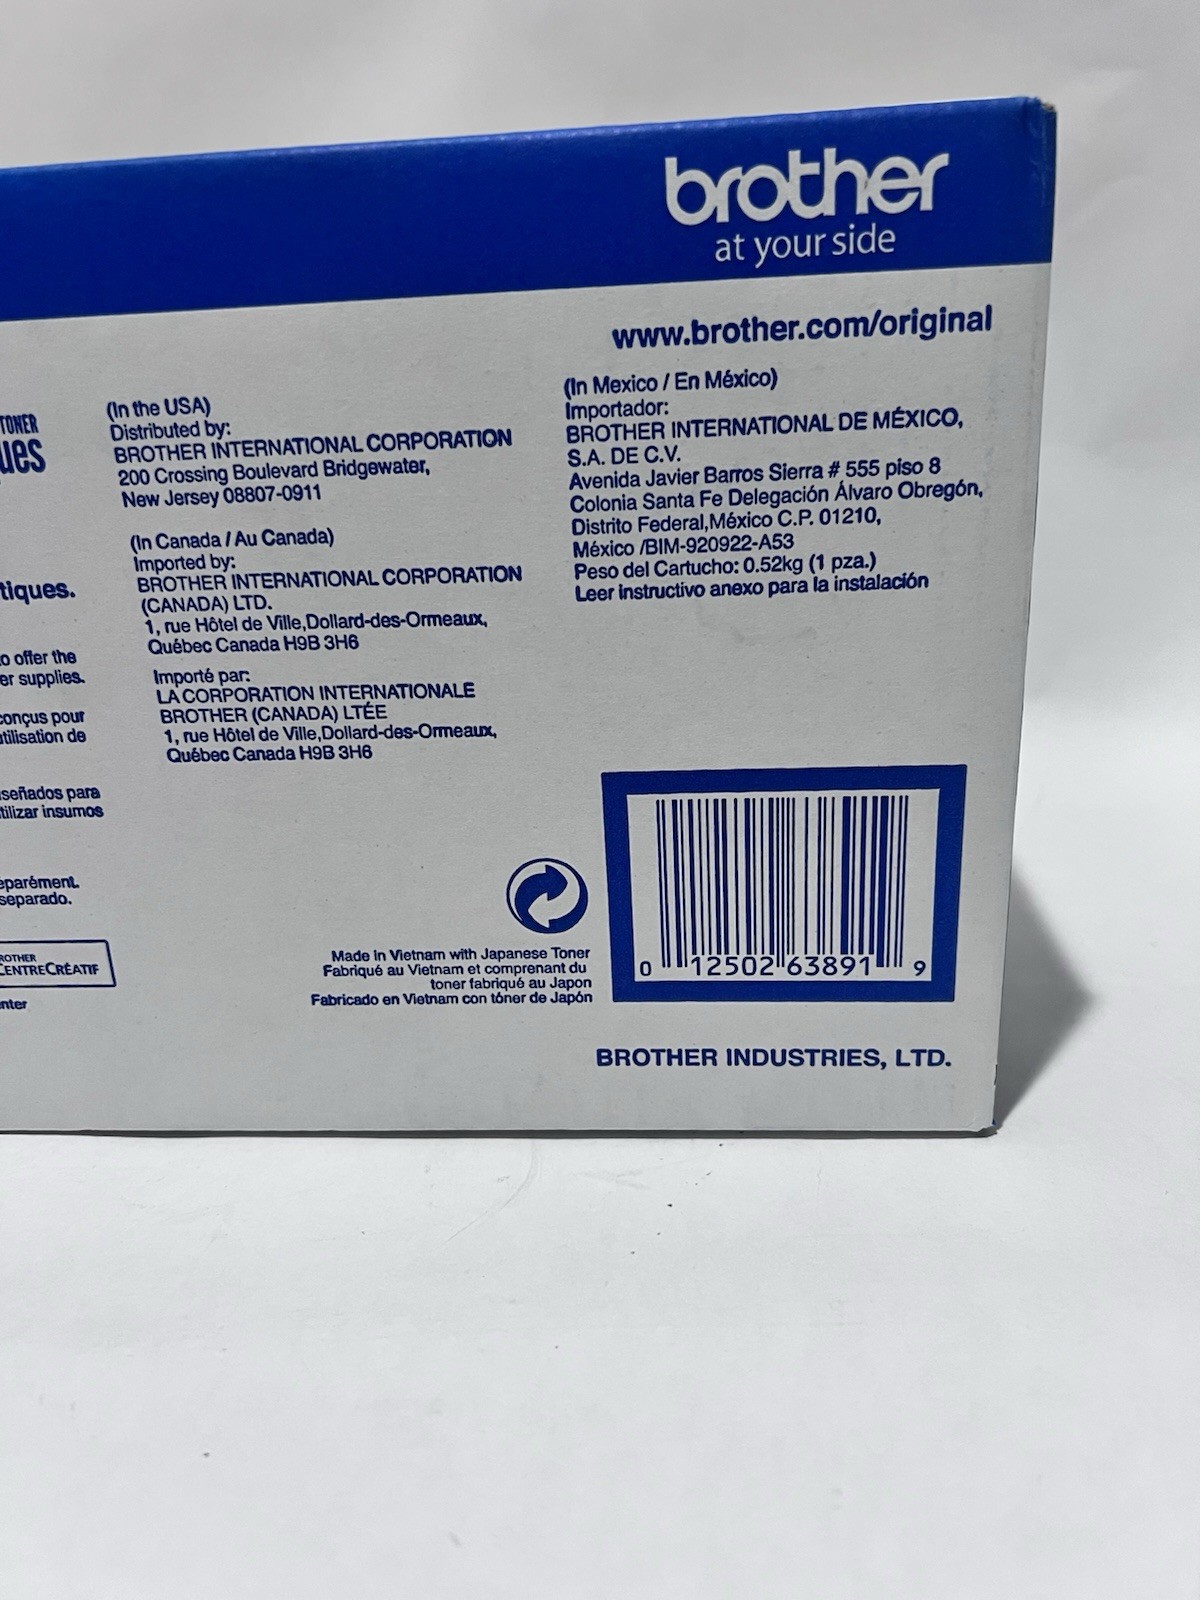 brother
at your side
www.brother.com/original
TONER
ues
tiques.
to offer the
er supplies.
conçus pour
utilisation de
señados para
tilizar insumos
éparément.
separado.
ROTHER
CENTRECRÉATIF
nter
(In the USA)
Distributed by:
BROTHER INTERNATIONAL CORPORATION
200 Crossing Boulevard Bridgewater,
New Jersey 08807-0911
(In Canada / Au Canada)
Imported by:
BROTHER INTERNATIONAL CORPORATION
(CANADA) LTD.
1, rue Hôtel de Ville,Dollard-des-Ormeaux,
Québec Canada H9B 3H6
Importé par:
LA CORPORATION INTERNATIONALE
BROTHER (CANADA) LTÉE
1, rue Hôtel de Ville,Dollard-des-Ormeaux,
Québec Canada H9B 3H6
(In Mexico / En México)
Importador:
BROTHER INTERNATIONAL DE MÉXICO,
S.A. DE C.V.
Avenida Javier Barros Sierra # 555 piso 8
Colonia Santa Fe Delegación Álvaro Obregón,
Distrito Federal,México C.P. 01210,
México /BIM-920922-A53
Peso del Cartucho: 0.52kg (1 pza.)
Leer instructivo anexo para la instalación
Made in Vietnam with Japanese Toner
Fabriqué au Vietnam et comprenant du
toner fabriqué au Japon
Fabricado en Vietnam con tóner de Japón
0 12502 63891 9
BROTHER INDUSTRIES, LTD.